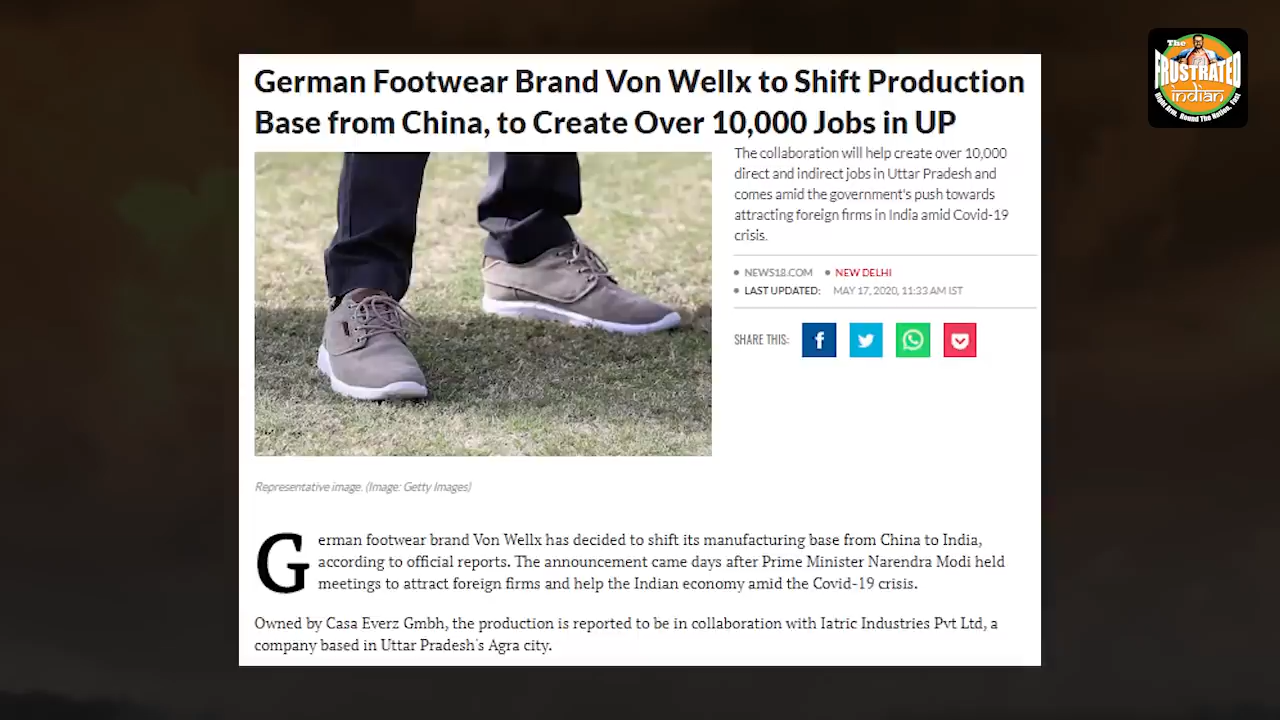 German Footwear Brand Von Wellx to Shift Production
Base from China, to Create Over 10,000 Jobs in UP
The collaboration will help create over 10,000
direct and indirect jobs in Uttar Pradesh and
comes amid the government's push towards
attracting foreign firms in India amid Covid-19
crisis.
NEWS18.COM NEW DELHI
LAST UPDATED: MAY 17, 2020, 11:33 AM IST
SHARE THIS:
Representative image. (Image: Getty Images)
German footwear brand Von Wellx has decided to shift its manufacturing base from China to India,
according to official reports. The announcement came days after Prime Minister Narendra Modi held
meetings to attract foreign firms and help the Indian economy amid the Covid-19 crisis.
Owned by Casa Everz Gmbh, the production is reported to be in collaboration with Iatric Industries Pvt Ltd, a
company based in Uttar Pradesh's Agra city.
The
FRUSTRATED
indian
Right Arm. Round The Nation. Fast